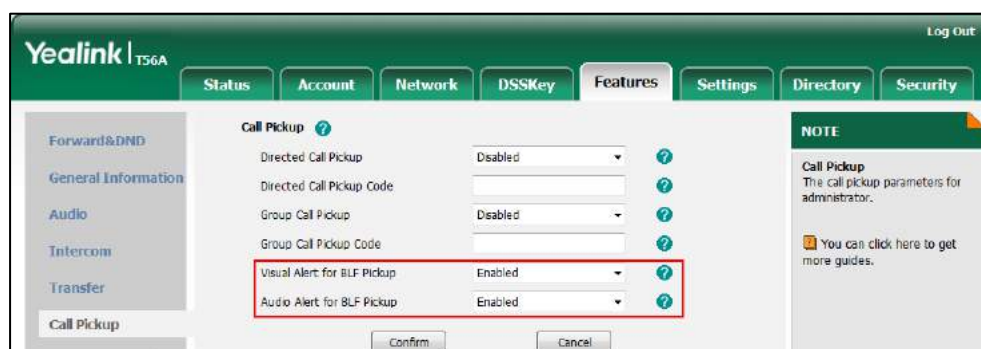 Log Out
Yealink T56A
Status Account Network DSSKey Features Settings Directory Security
Forward&DND
General Information
Audio
Intercom
Transfer
Call Pickup
Call Pickup ?
Directed Call Pickup Disabled ?
Directed Call Pickup Code ?
Group Call Pickup Disabled ?
Group Call Pickup Code ?
Visual Alert for BLF Pickup Enabled ?
Audio Alert for BLF Pickup Enabled ?
Confirm Cancel
NOTE
Call Pickup
The call pickup parameters for
administrator.
You can click here to get
more guides.